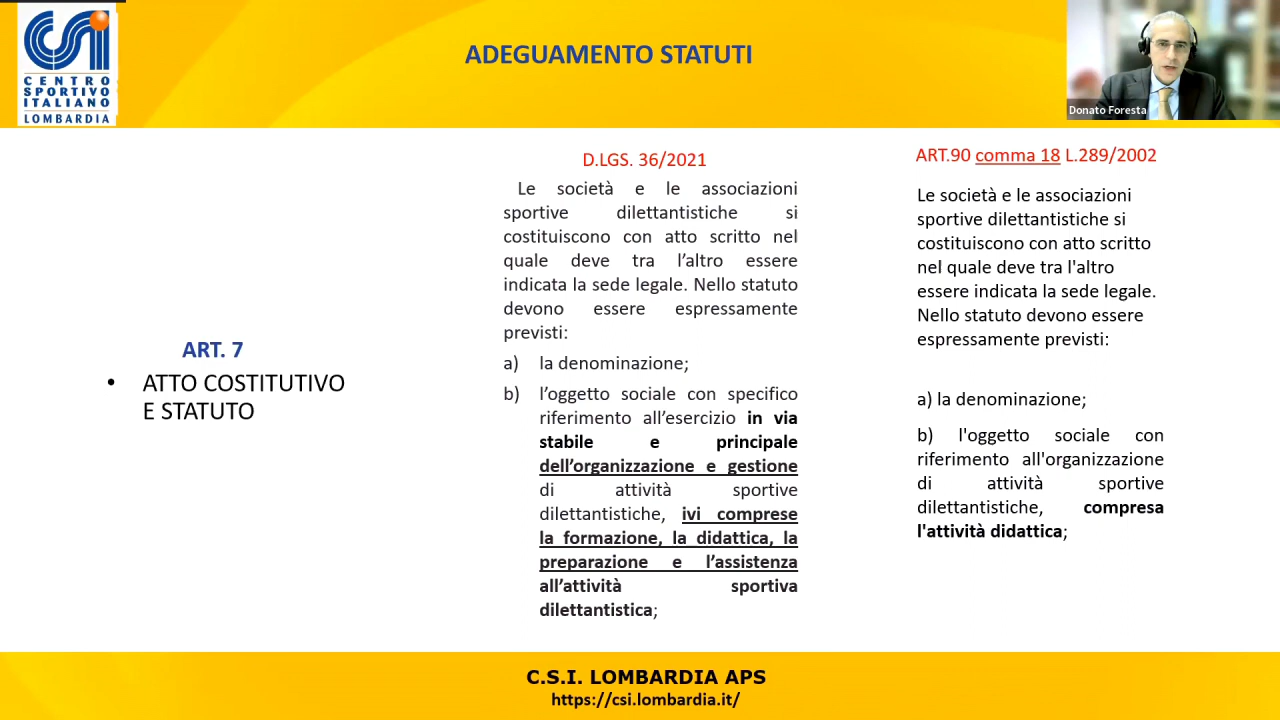 CSI
CENTRO
SPORTIVO
ITALIANO
LOMBARDIA
ADEGUAMENTO STATUTI
Donato Foresta
ART. 7
• ATTO COSTITUTIVO
E STATUTO
D.LGS. 36/2021
Le società e le associazioni
sportive dilettantistiche si
costituiscono con atto scritto nel
quale deve tra l’altro essere
indicata la sede legale. Nello statuto
devono essere espressamente
previsti:
a) la denominazione;
b) l’oggetto sociale con specifico
riferimento all’esercizio in via
stabile e principale
dell’organizzazione e gestione
di attività sportive
dilettantistiche, ivi comprese
la formazione, la didattica, la
preparazione e l’assistenza
all’attività sportiva
dilettantistica;
ART.90 comma 18 L.289/2002
Le società e le associazioni
sportive dilettantistiche si
costituiscono con atto scritto
nel quale deve tra l'altro
essere indicata la sede legale.
Nello statuto devono essere
espressamente previsti:
a) la denominazione;
b) l'oggetto sociale con
riferimento all'organizzazione
di attività sportive
dilettantistiche, compresa
l'attività didattica;
C.S.I. LOMBARDIA APS
https://csi.lombardia.it/